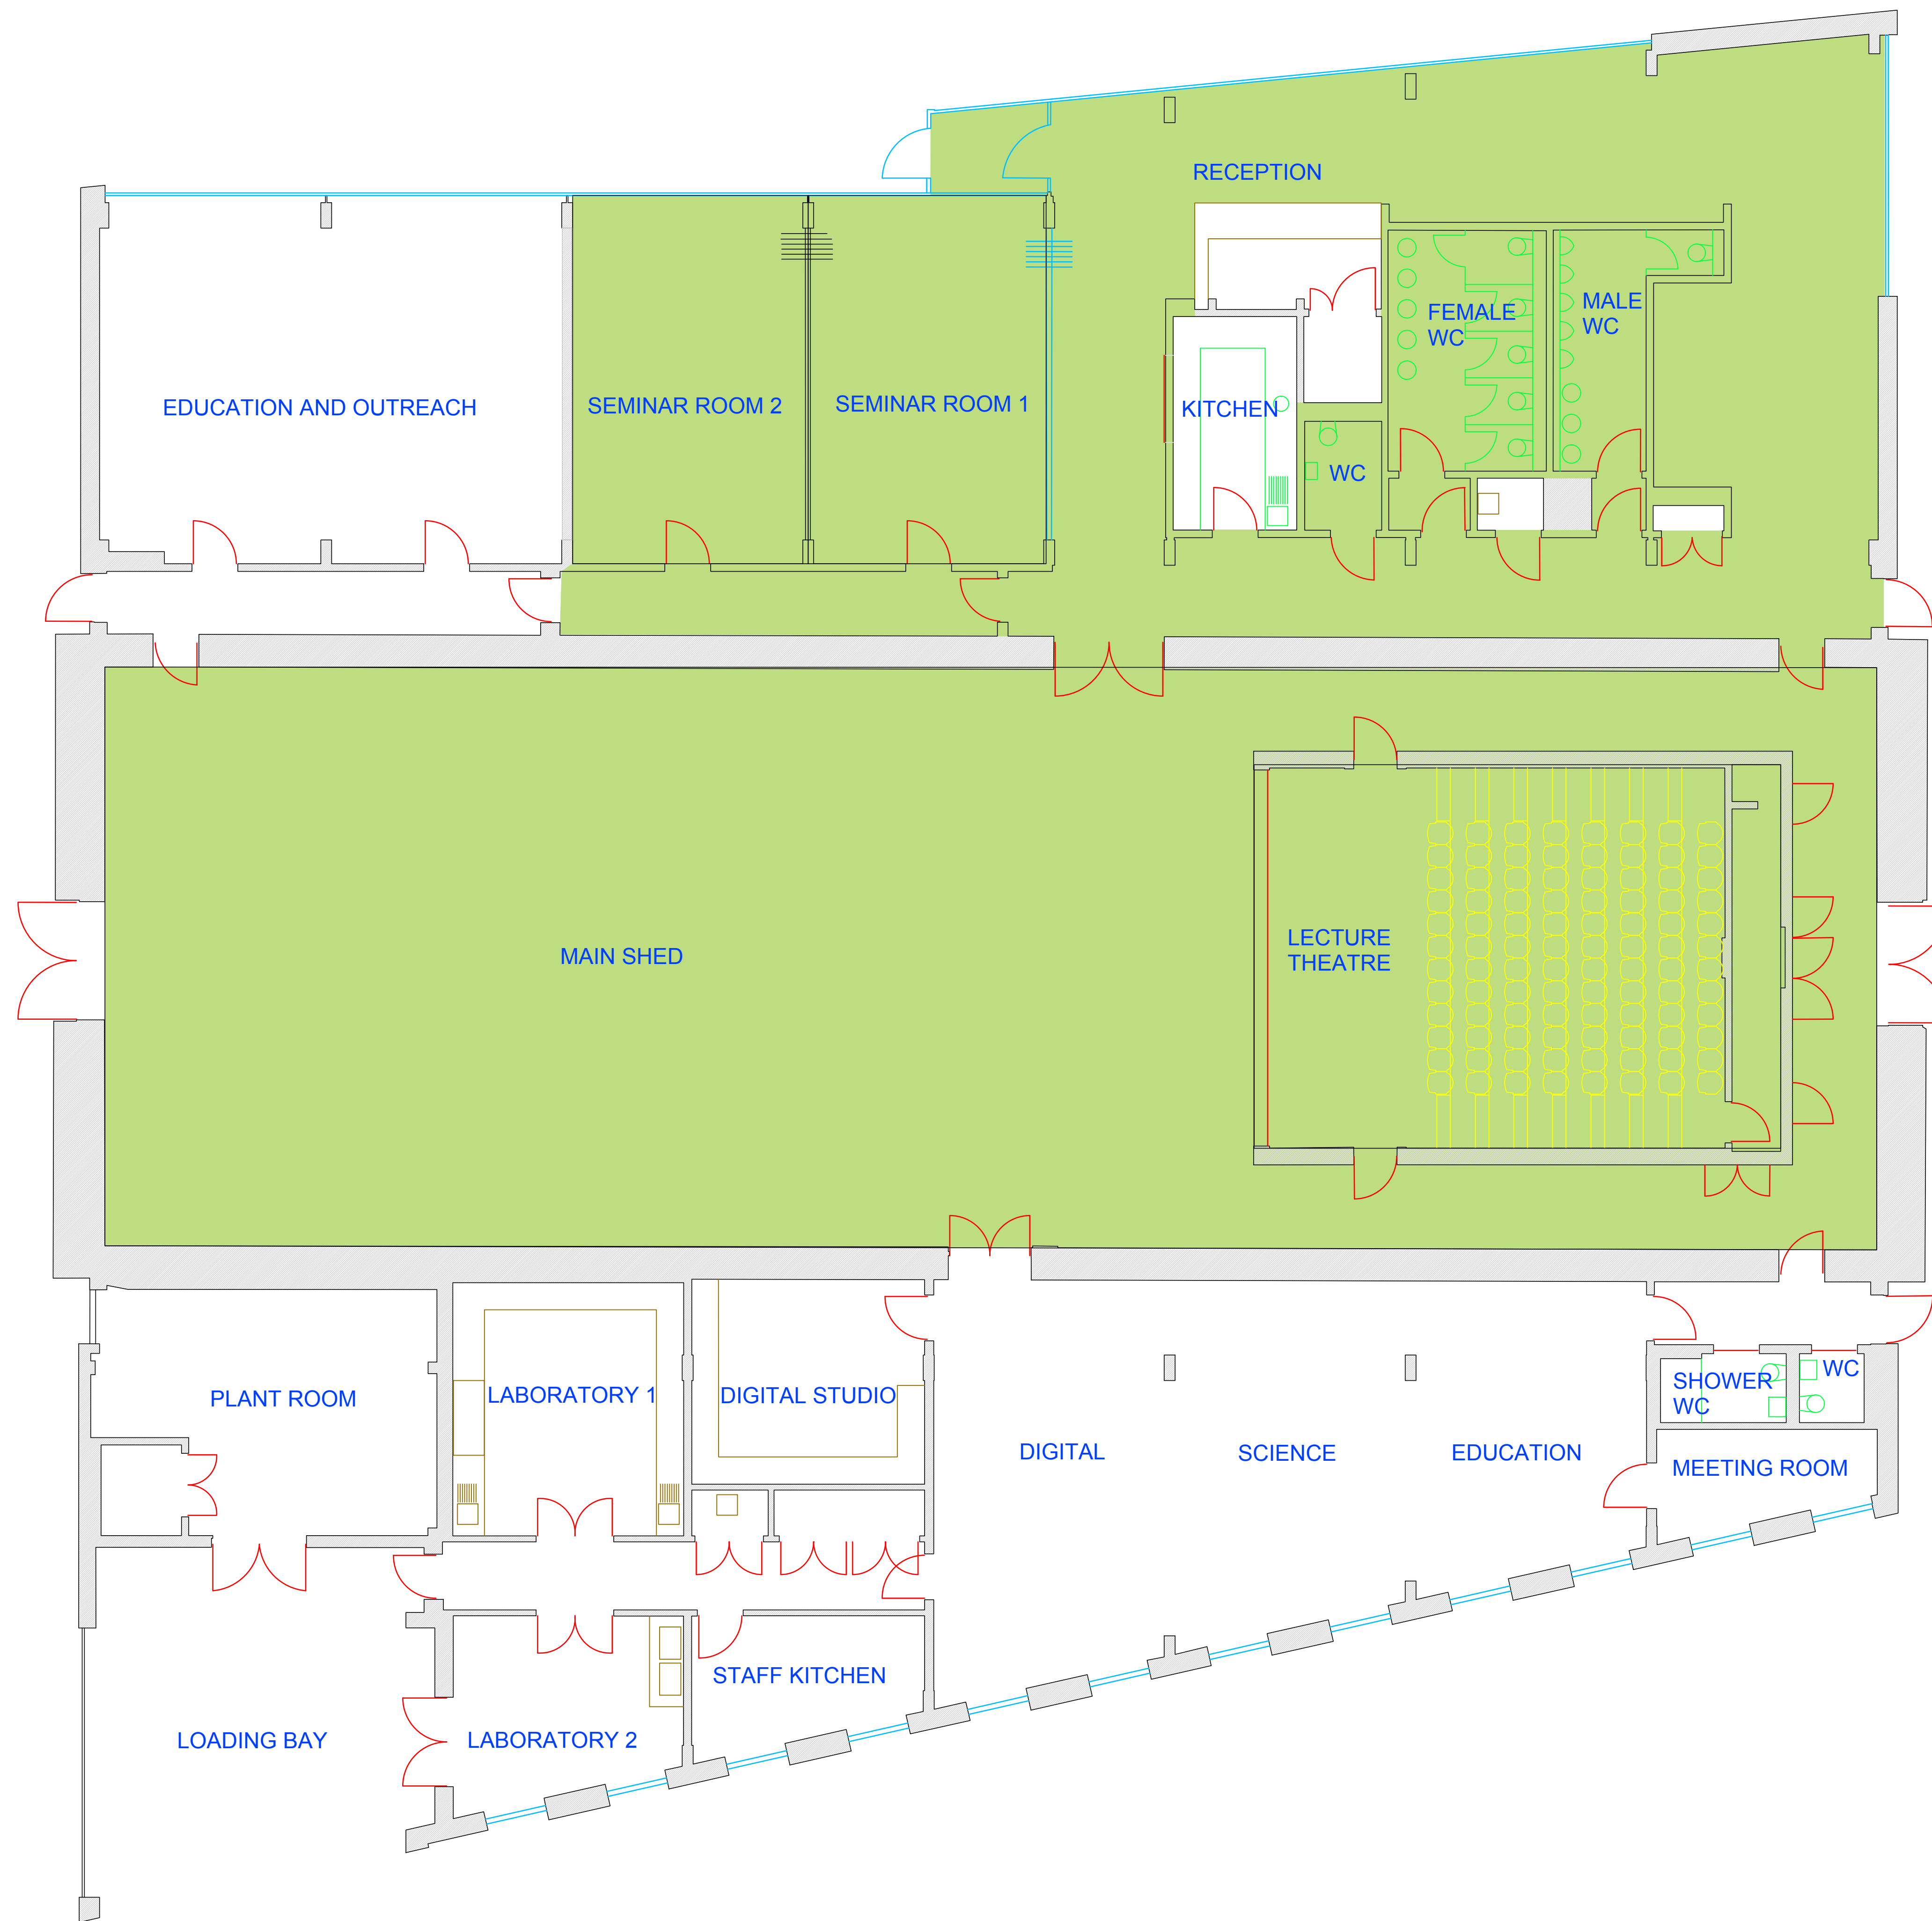 RECEPTION
EDUCATION AND OUTREACH
SEMINAR ROOM 2
SEMINAR ROOM 1
KITCHEN
WC
FEMALE
WC
MALE
WC
MAIN SHED
LECTURE
THEATRE
PLANT ROOM
LABORATORY 1
DIGITAL STUDIO
DIGITAL
SCIENCE
EDUCATION
SHOWER
WC
WC
MEETING ROOM
STAFF KITCHEN
LOADING BAY
LABORATORY 2